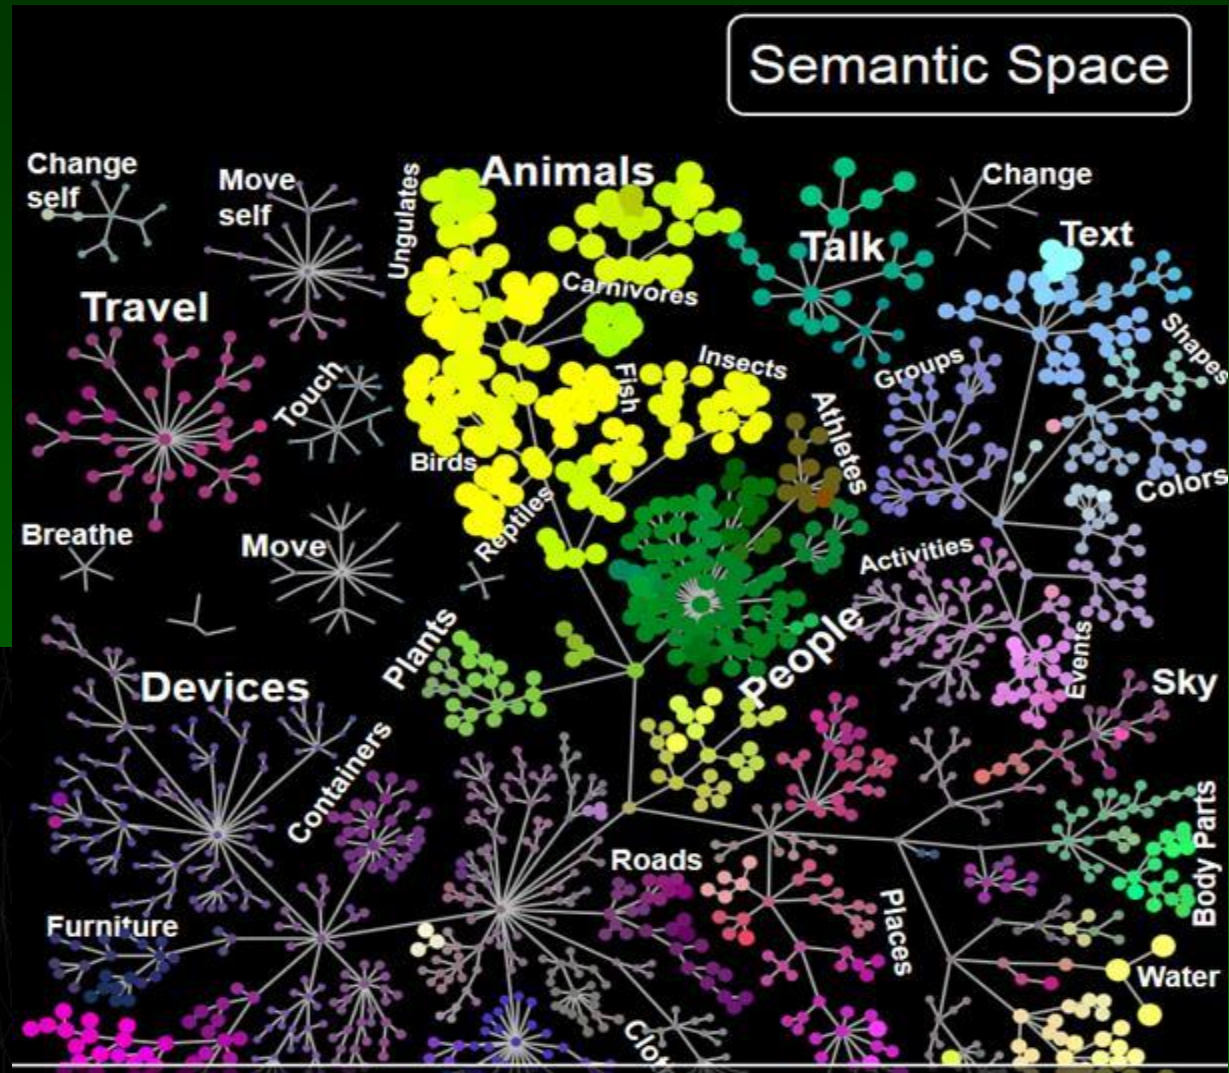 Semantic Space
Change
self
Move
self
Ungulates
Animals
Carnivores
Talk
Change
Text
Shapes
Travel
Touch
Fish
Insects
Groups
Athletes
Birds
Reptiles
Colors
Breathe
Move
Activities
Plants
People
Events
Sky
Devices
Containers
Body Parts
Roads
Places
Furniture
Water